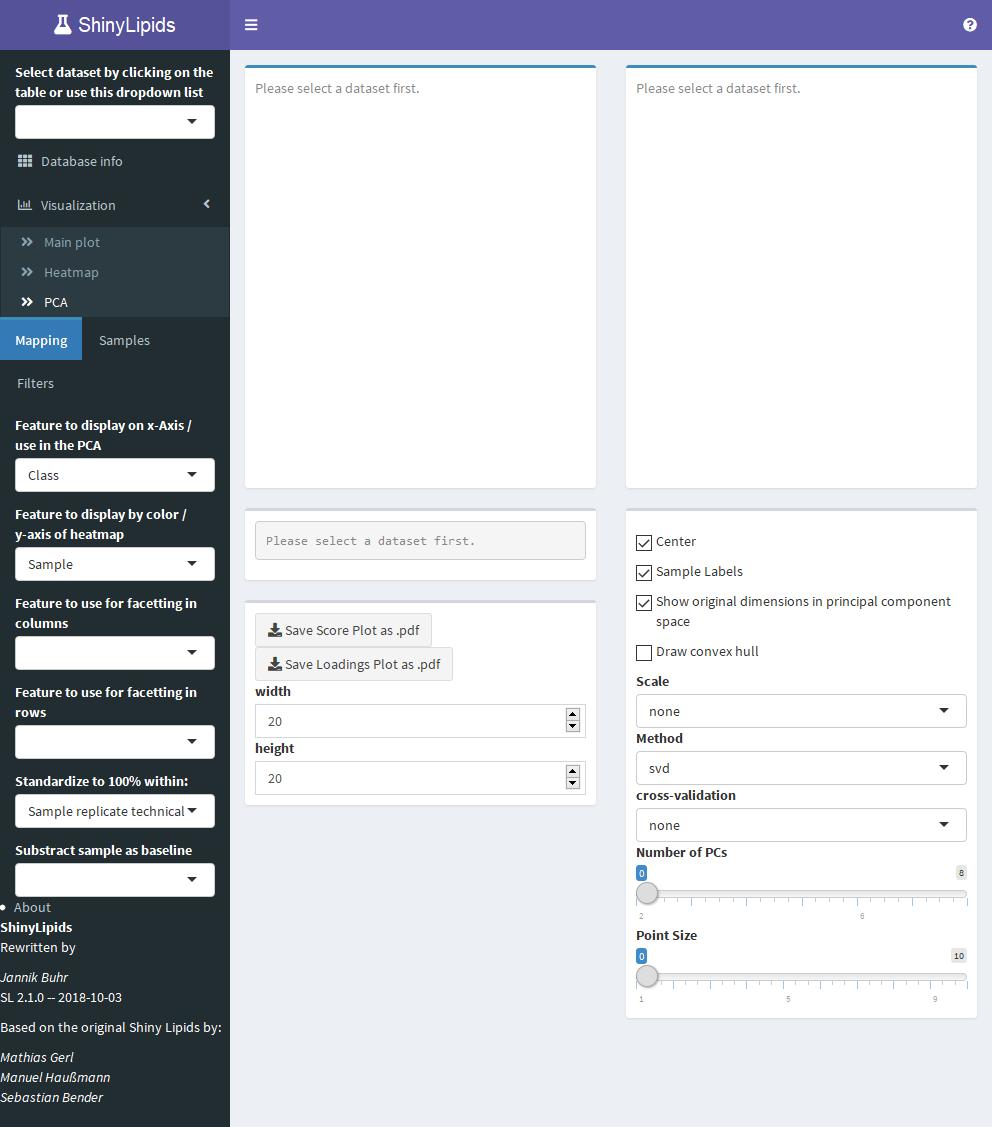 ShinyLipids
Select dataset by clicking on the
table or use this dropdown list
Database info
Visualization
Main plot
Heatmap
PCA
Mapping
Samples
Filters
Feature to display on x-Axis /
use in the PCA
Class
Feature to display by color /
y-axis of heatmap
Sample
Feature to use for facetting in
columns
Feature to use for facetting in
rows
Standardize to 100% within:
Sample replicate technical
Substract sample as baseline
About
ShinyLipids
Rewritten by
Jannik Buhr
SL 2.1.0 -- 2018-10-03
Based on the original Shiny Lipids by:
Mathias Gerl
Manuel Haußmann
Sebastian Bender
Please select a dataset first.
Please select a dataset first.
Please select a dataset first.
Save Score Plot as .pdf
Save Loadings Plot as .pdf
width
20
height
20
Center
Sample Labels
Show original dimensions in principal component
space
Draw convex hull
Scale
none
Method
svd
cross-validation
none
Number of PCs
0 8
2 6
Point Size
0 10
1 5 9